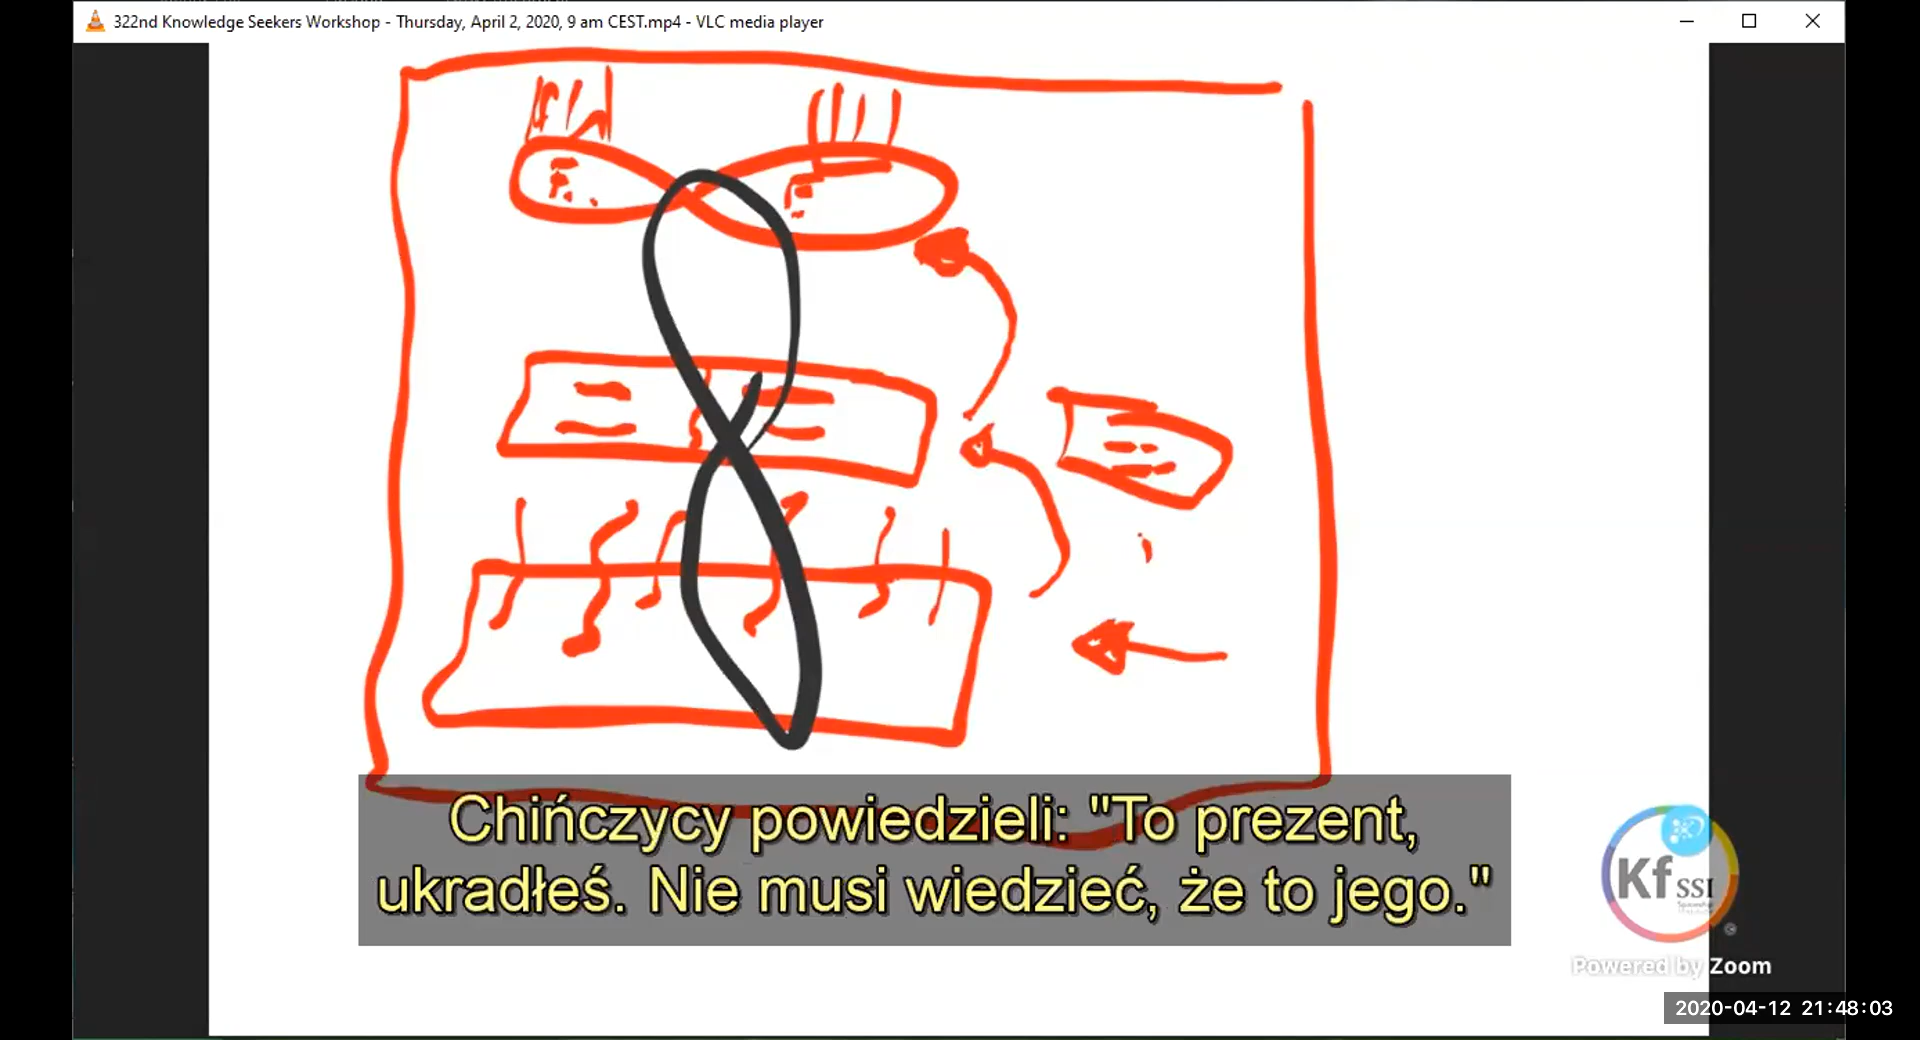 322nd Knowledge Seekers Workshop - Thursday, April 2, 2020, 9 am CEST.mp4 - VLC media player
Chińczycy powiedzieli: "To prezent,
ukradłeś. Nie musi wiedzieć, że to jego."
Kf SSI
Powered by Zoom
2020-04-12 21:48:03